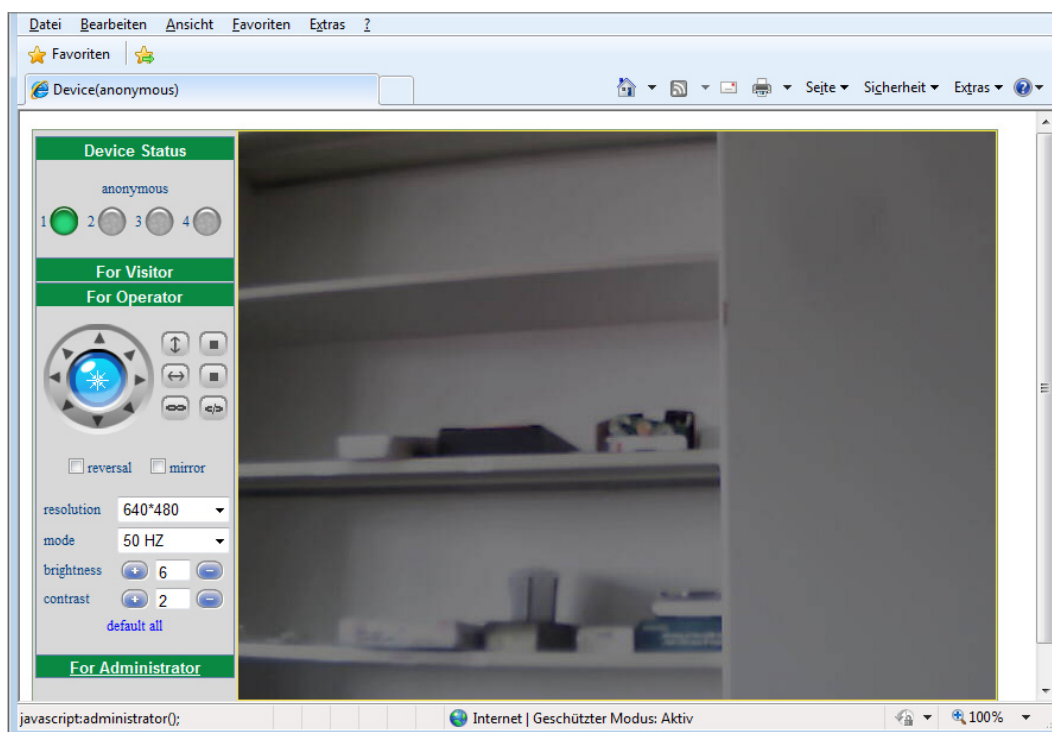 Datei Bearbeiten Ansicht Favoriten Extras ?
Favoriten
Device(anonymous)
Seite Sicherheit Extras
Device Status
anonymous
1 2 3 4
For Visitor
For Operator
reversal mirror
resolution 640*480
mode 50 HZ
brightness 6
contrast 2
default all
For Administrator
javascript:administrator(); Internet | Geschützter Modus: Aktiv 100%